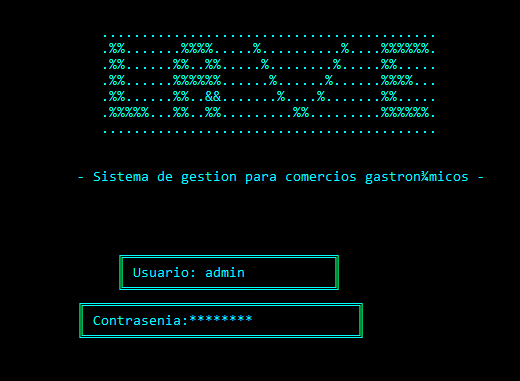 ..........................................
.%%.......%%%%.....%..........%....%%%%%%.
.%%......%%..%%.....%........%.....%%.....
.%%......%%%%%%......%......%......%%%%...
.%%......%%..&&.......%....%.......%%.....
.%%%%%...%%..%%.........%%.........%%%%%%.
..........................................
- Sistema de gestion para comercios gastron¾micos -
Usuario: admin
Contrasenia:********